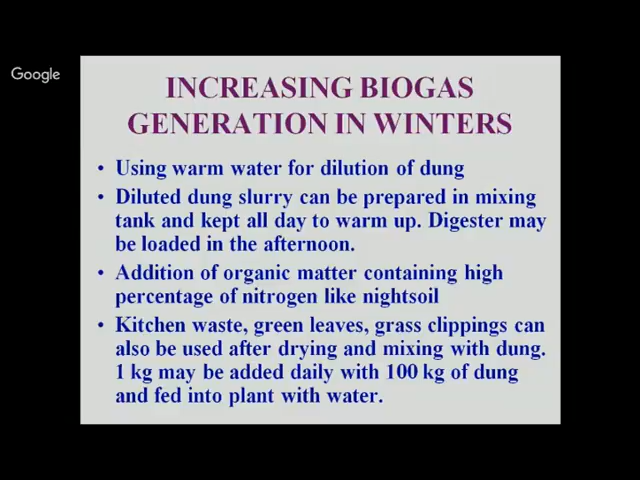 Google
INCREASING BIOGAS
GENERATION IN WINTERS
• Using warm water for dilution of dung
• Diluted dung slurry can be prepared in mixing
tank and kept all day to warm up. Digester may
be loaded in the afternoon.
• Addition of organic matter containing high
percentage of nitrogen like nightsoil
• Kitchen waste, green leaves, grass clippings can
also be used after drying and mixing with dung.
1 kg may be added daily with 100 kg of dung
and fed into plant with water.